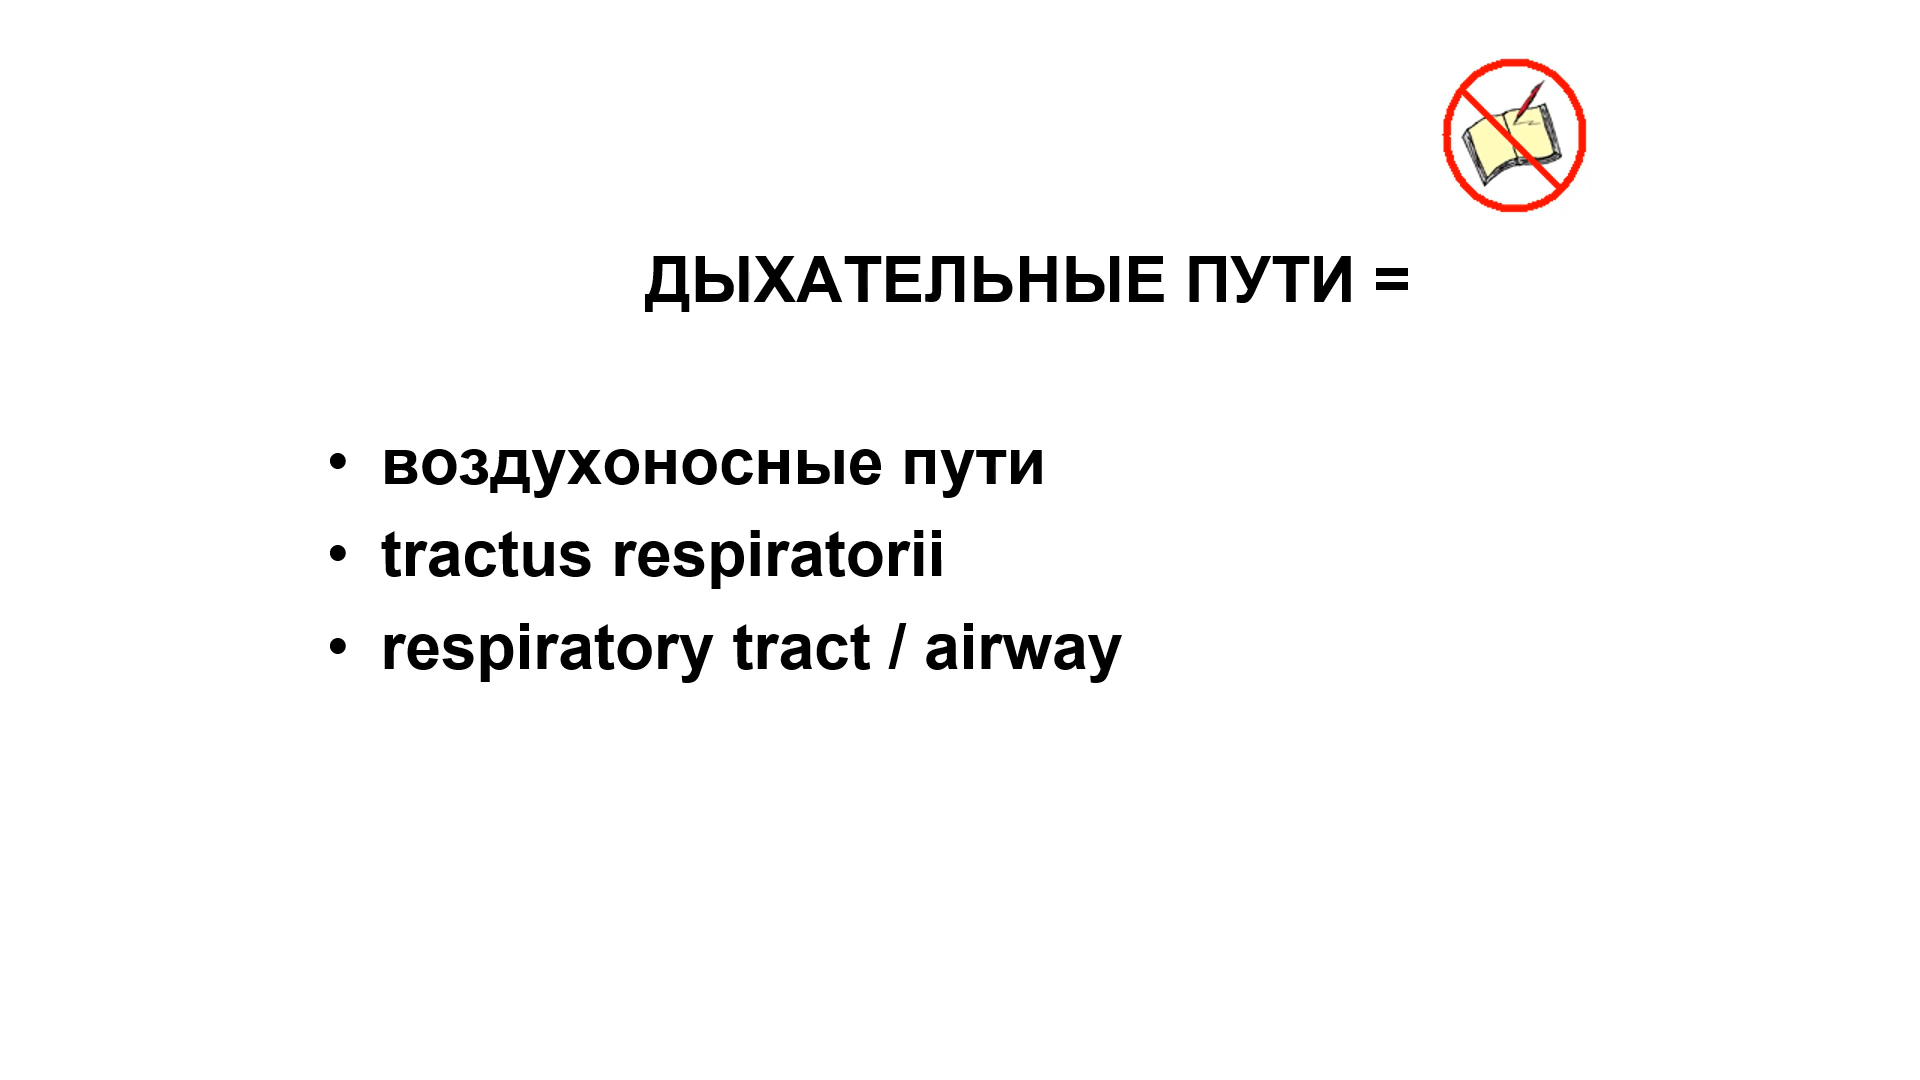 ДЫХАТЕЛЬНЫЕ ПУТИ =
• воздухоносные пути
• tractus respiratorii
• respiratory tract / airway